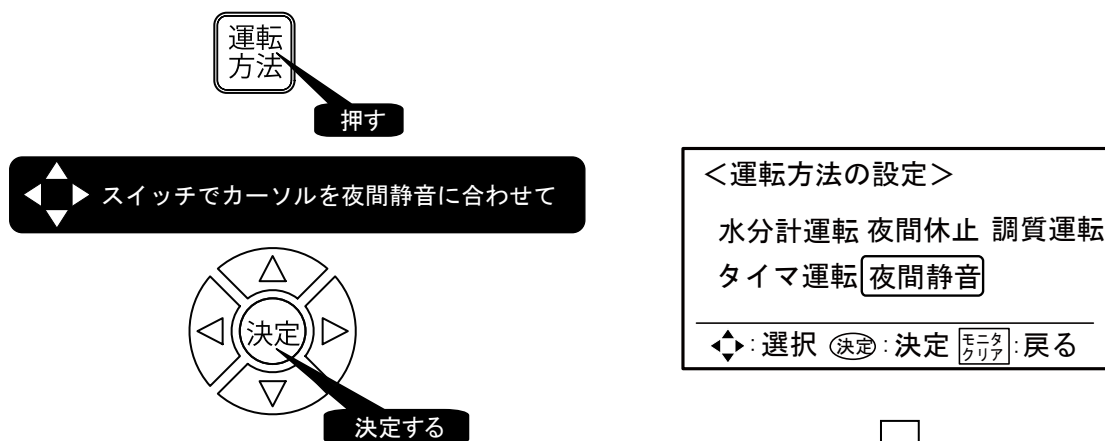 運転
方法
押す
スイッチでカーソルを夜間静音に合わせて
決定
決定する
<運転方法の設定>
水分計運転 夜間休止 調質運転
タイマ運転 夜間静音
:選択 決定:決定 モニタクリア:戻る